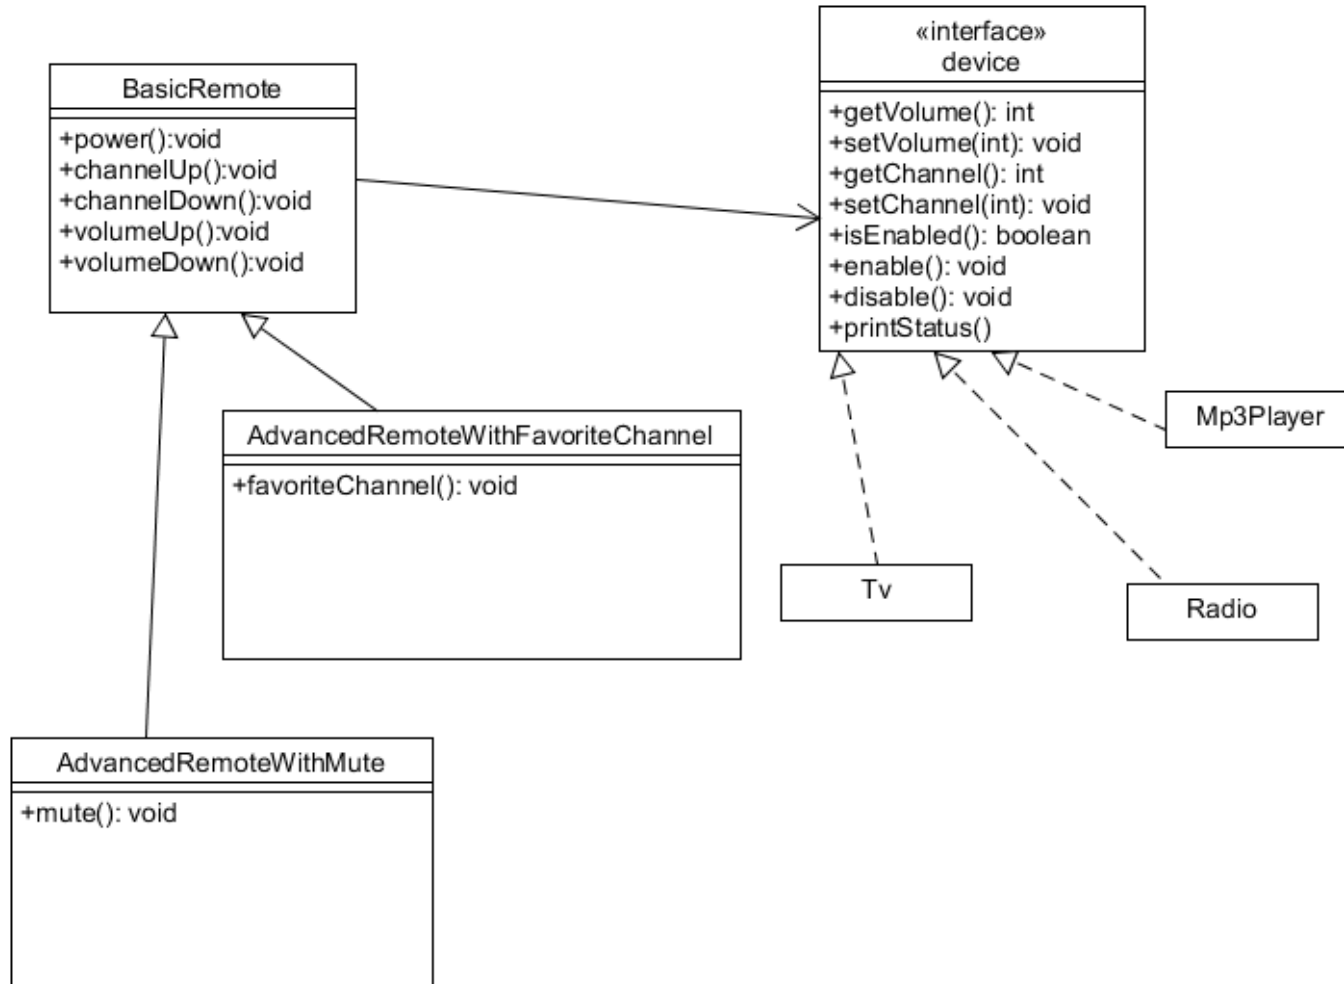 BasicRemote
+power():void
+channelUp():void
+channelDown():void
+volumeUp():void
+volumeDown():void
«interface»
device
+getVolume(): int
+setVolume(int): void
+getChannel(): int
+setChannel(int): void
+isEnabled(): boolean
+enable(): void
+disable(): void
+printStatus()
AdvancedRemoteWithFavoriteChannel
+favoriteChannel(): void
Mp3Player
Tv
Radio
AdvancedRemoteWithMute
+mute(): void